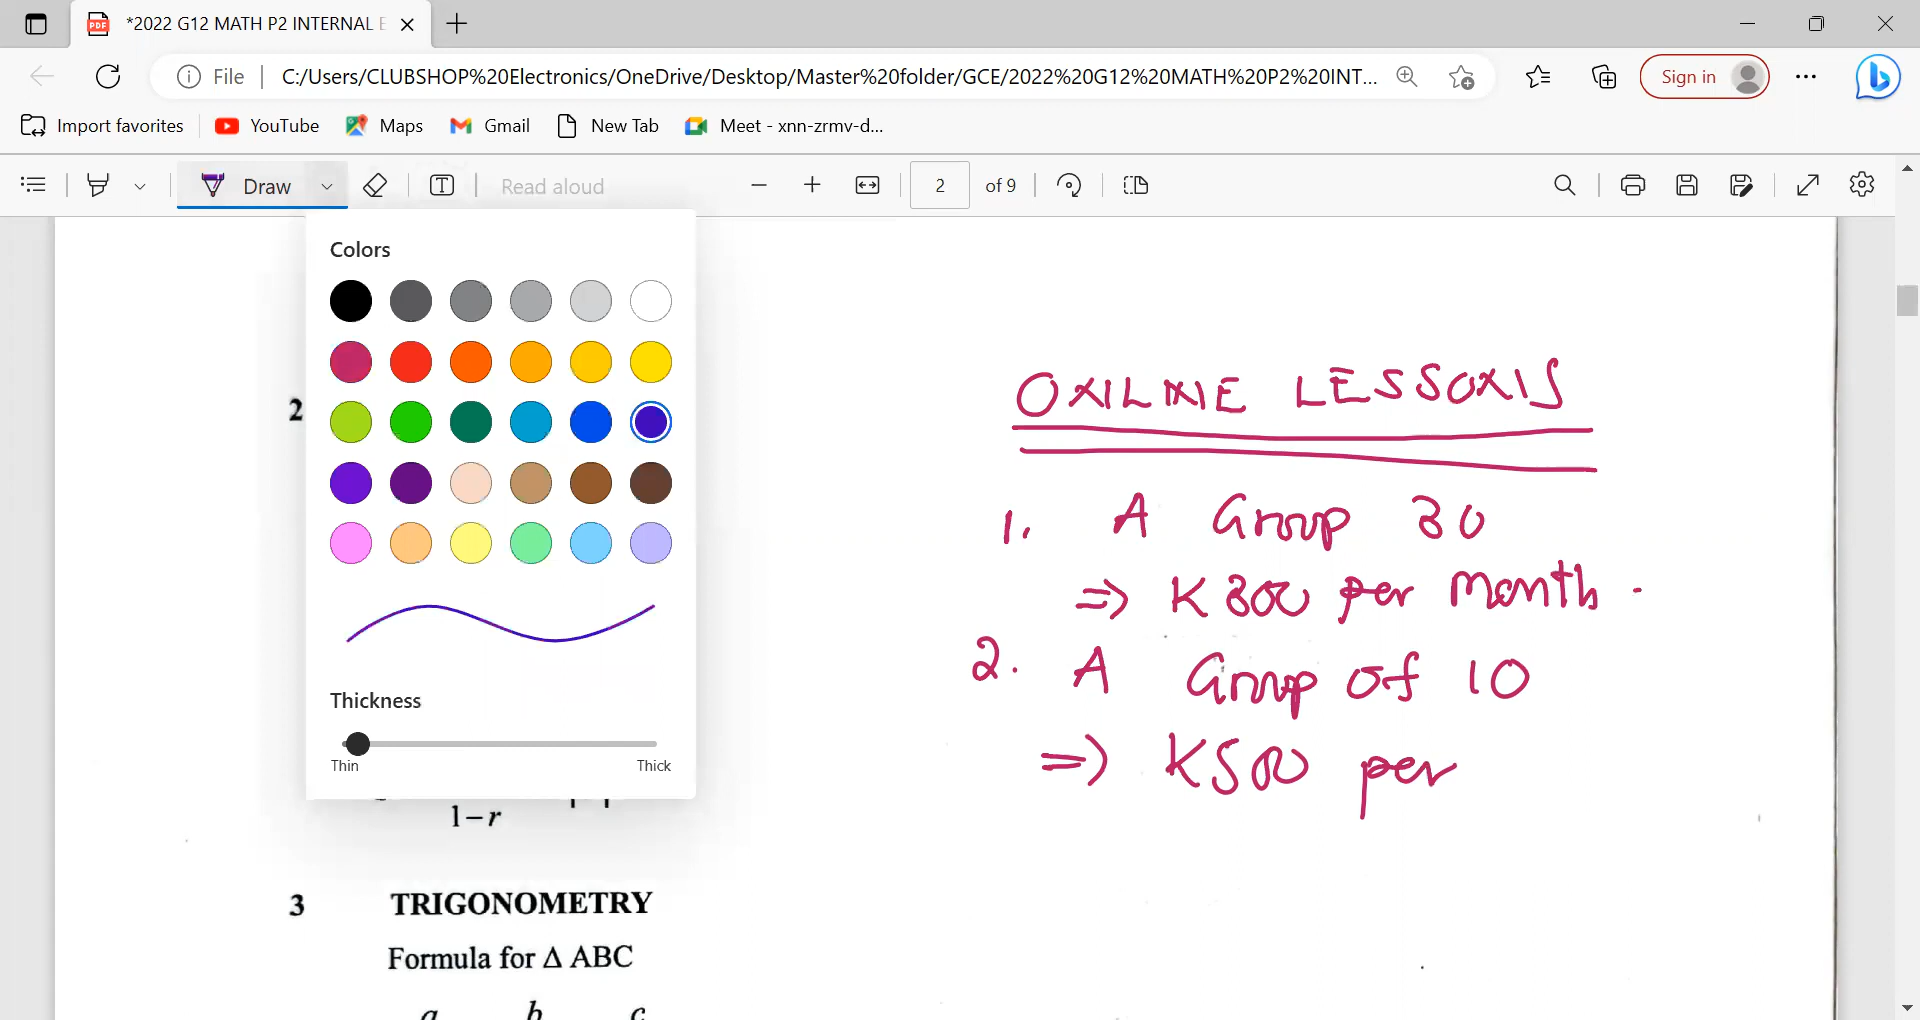 *2022 G12 MATH P2 INTERNAL E
File C:/Users/CLUBSHOP%20Electronics/OneDrive/Desktop/Master%20folder/GCE/2022%20G12%20MATH%20P2%20INT... Sign in
Import favorites YouTube Maps Gmail New Tab Meet - xnn-zrmv-d...
Draw Read aloud 2 of 9
Colors
Thickness
Thin Thick
2
1-r
3 TRIGONOMETRY
Formula for Δ ABC
a b c
ONLINE LESSONS
1. A Group 30
=> K300 per month.
2. A Group of 10
=> K500 per